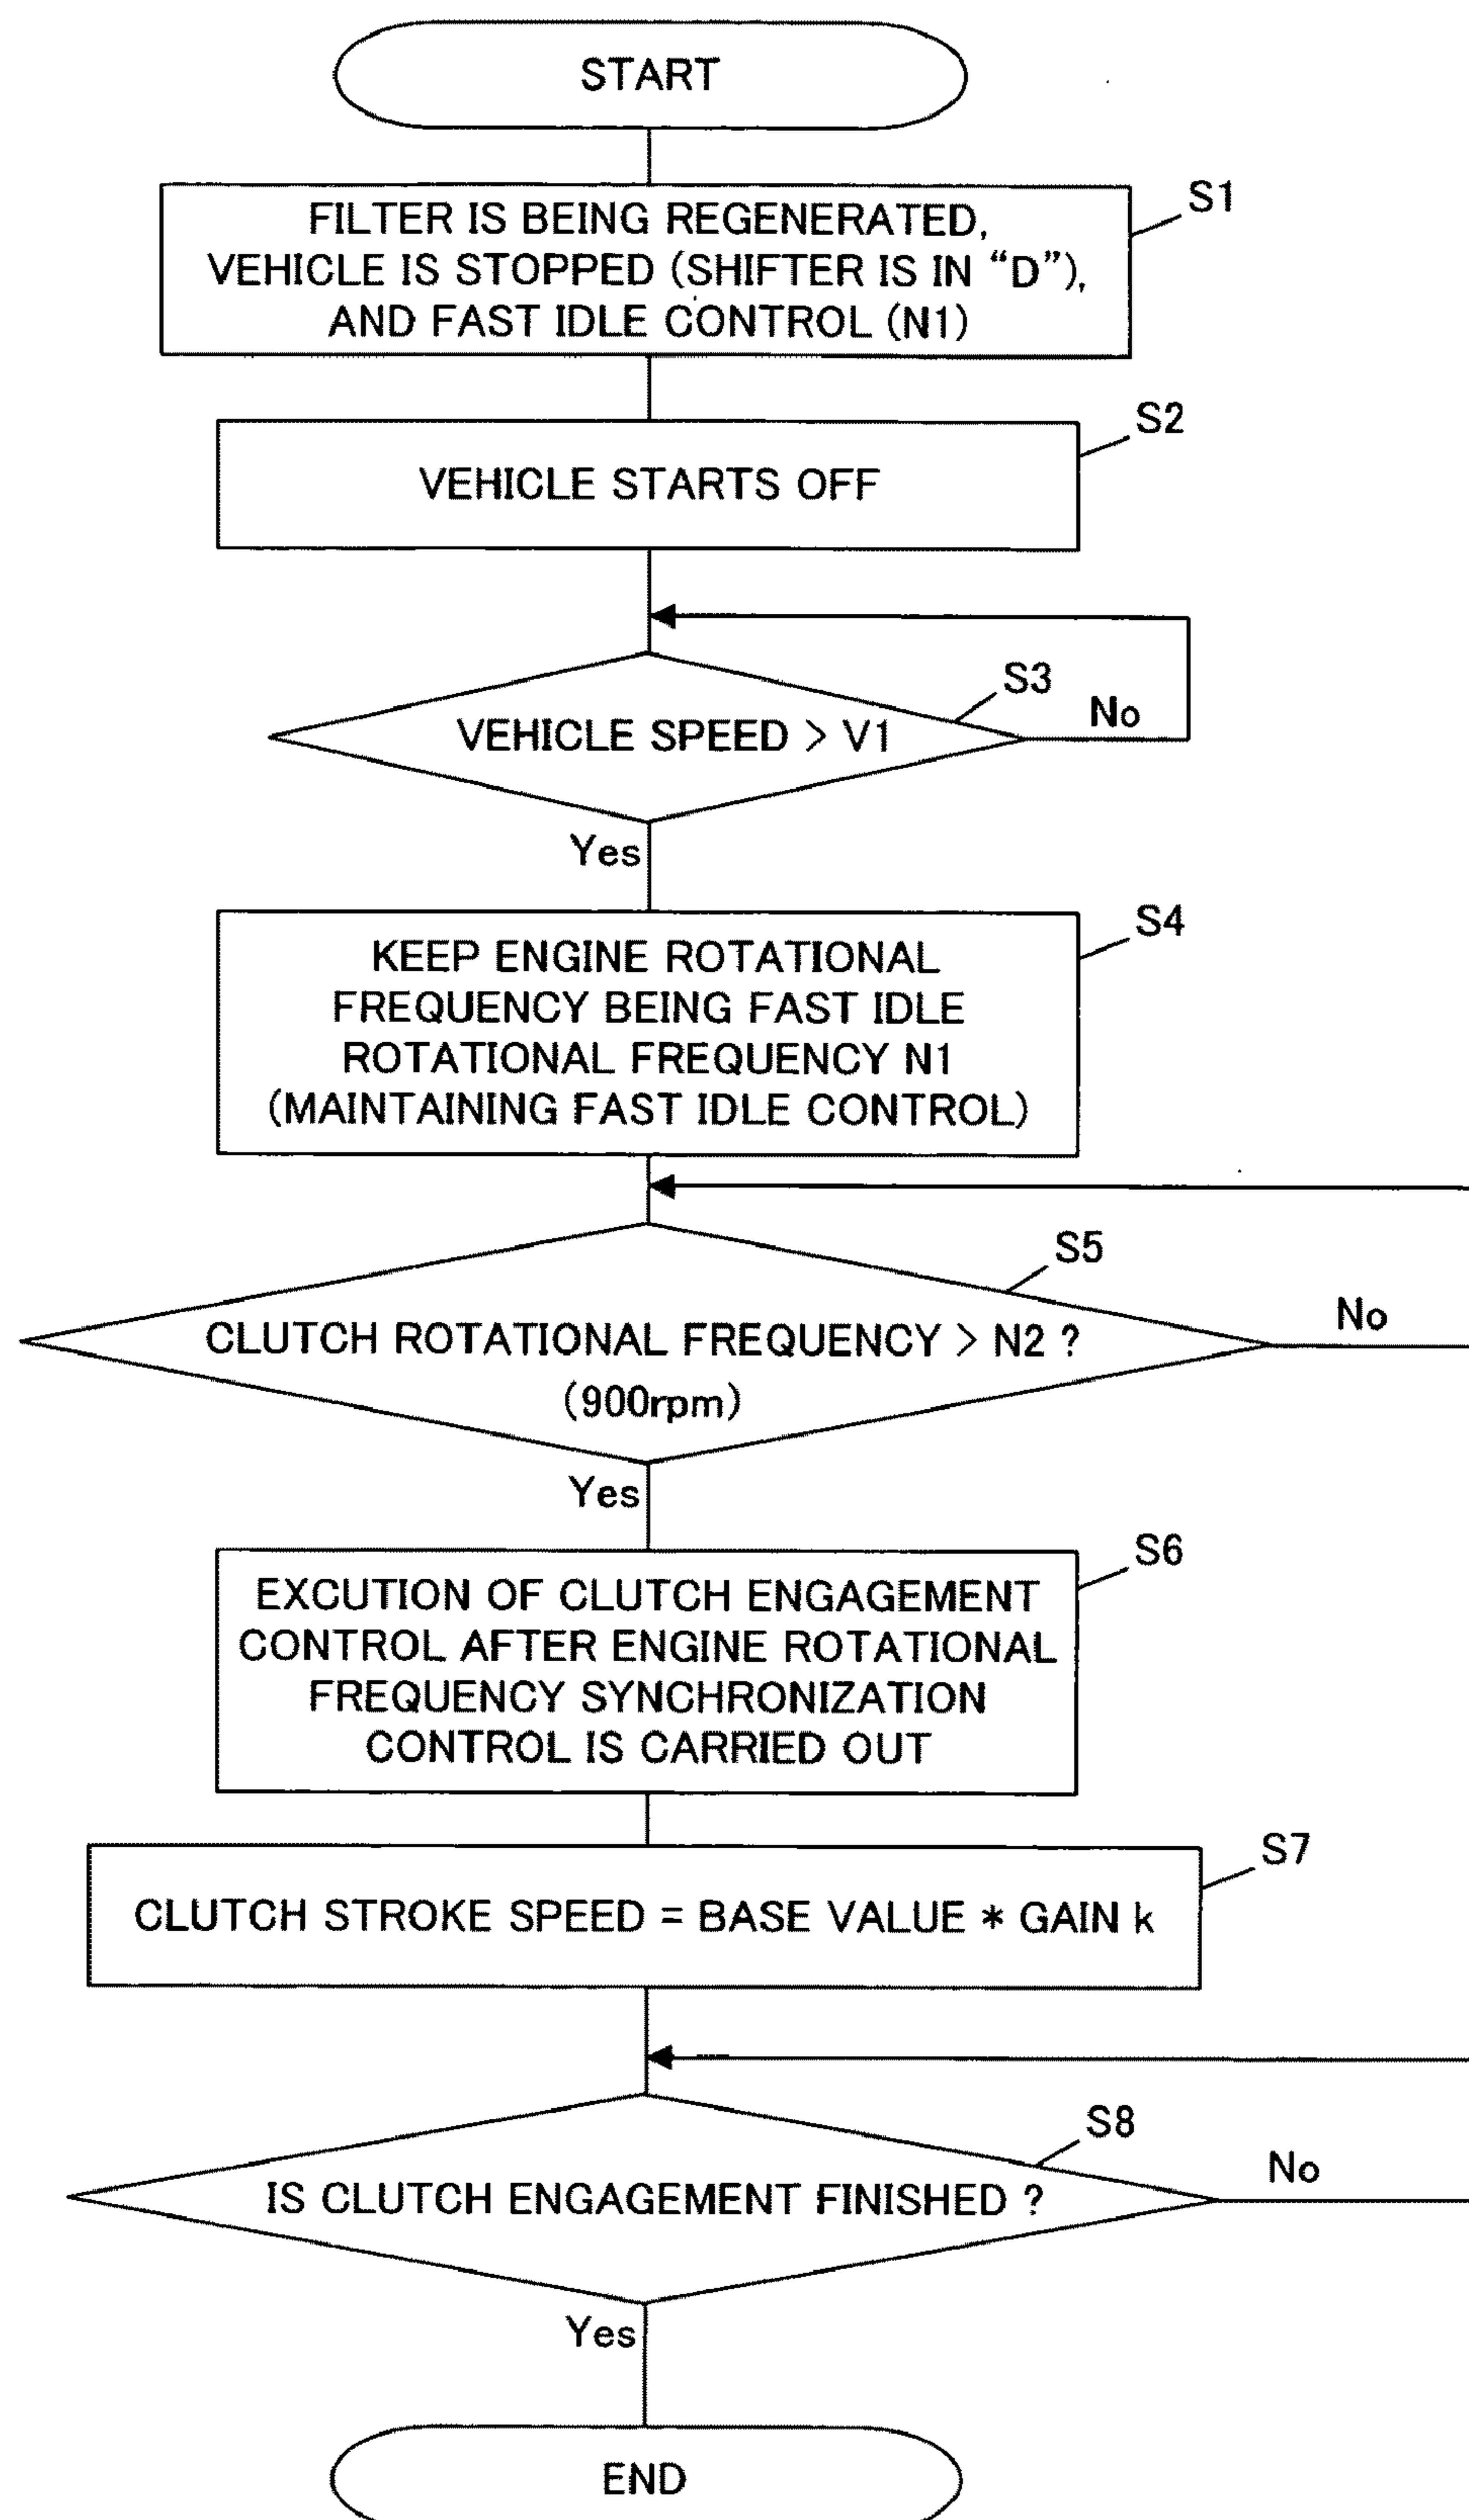 START
S1
FILTER IS BEING REGENERATED,
VEHICLE IS STOPPED (SHIFTER IS IN “D”),
AND FAST IDLE CONTROL (N1)
S2
VEHICLE STARTS OFF
S3
VEHICLE SPEED > V1
No
Yes
S4
KEEP ENGINE ROTATIONAL
FREQUENCY BEING FAST IDLE
ROTATIONAL FREQUENCY N1
(MAINTAINING FAST IDLE CONTROL)
S5
CLUTCH ROTATIONAL FREQUENCY > N2 ?
(900rpm)
No
Yes
S6
EXCUTION OF CLUTCH ENGAGEMENT
CONTROL AFTER ENGINE ROTATIONAL
FREQUENCY SYNCHRONIZATION
CONTROL IS CARRIED OUT
S7
CLUTCH STROKE SPEED = BASE VALUE * GAIN k
S8
IS CLUTCH ENGAGEMENT FINISHED ?
No
Yes
END